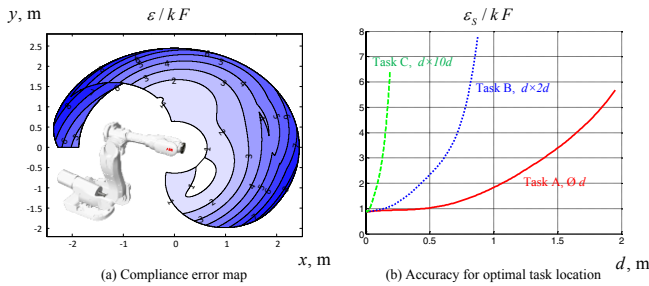 y, m
ε / k F
2.5
2
1.5
1
0.5
0
-0.5
-1
-1.5
-2
-2
-1
0
1
2
x, m
(a) Compliance error map
ε_S / k F
8
7
6
5
4
3
2
1
0
0
0.5
1
1.5
2
Task C, d×10d
Task B, d×2d
Task A, Ø d
d, m
(b) Accuracy for optimal task location